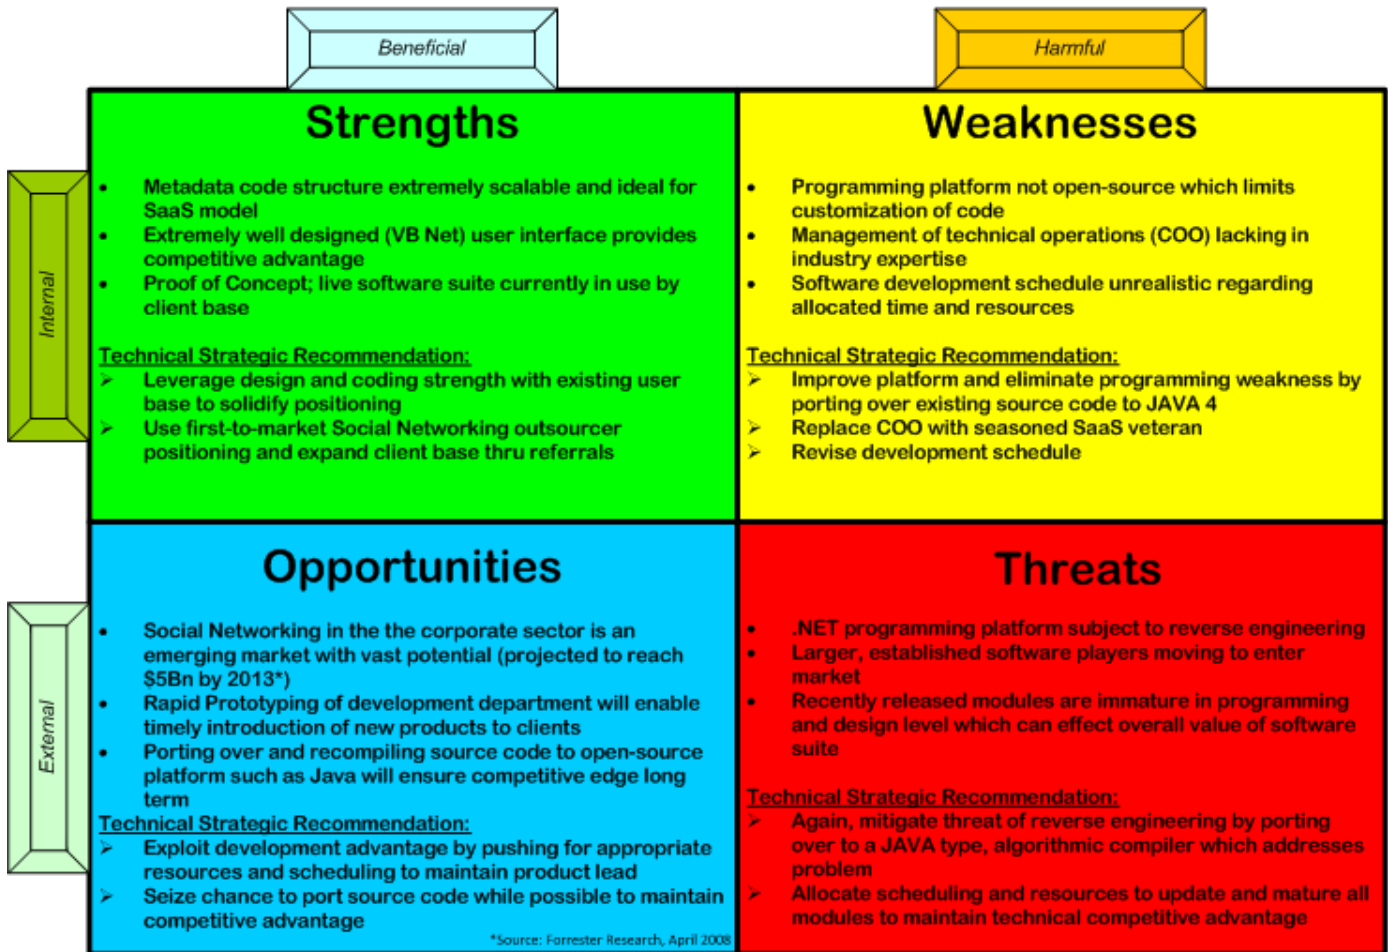 Beneficial
Harmful
Internal
External
Strengths
• Metadata code structure extremely scalable and ideal for
SaaS model
• Extremely well designed (VB Net) user interface provides
competitive advantage
• Proof of Concept; live software suite currently in use by
client base
Technical Strategic Recommendation:
➢ Leverage design and coding strength with existing user
base to solidify positioning
➢ Use first-to-market Social Networking outsourcer
positioning and expand client base thru referrals
Weaknesses
• Programming platform not open-source which limits
customization of code
• Management of technical operations (COO) lacking in
industry expertise
• Software development schedule unrealistic regarding
allocated time and resources
Technical Strategic Recommendation:
➢ Improve platform and eliminate programming weakness by
porting over existing source code to JAVA 4
➢ Replace COO with seasoned SaaS veteran
➢ Revise development schedule
Opportunities
• Social Networking in the the corporate sector is an
emerging market with vast potential (projected to reach
$5Bn by 2013*)
• Rapid Prototyping of development department will enable
timely introduction of new products to clients
• Porting over and recompiling source code to open-source
platform such as Java will ensure competitive edge long
term
Technical Strategic Recommendation:
➢ Exploit development advantage by pushing for appropriate
resources and scheduling to maintain product lead
➢ Seize chance to port source code while possible to maintain
competitive advantage
*Source: Forrester Research, April 2008
Threats
• .NET programming platform subject to reverse engineering
• Larger, established software players moving to enter
market
• Recently released modules are immature in programming
and design level which can effect overall value of software
suite
Technical Strategic Recommendation:
➢ Again, mitigate threat of reverse engineering by porting
over to a JAVA type, algorithmic compiler which addresses
problem
➢ Allocate scheduling and resources to update and mature all
modules to maintain technical competitive advantage